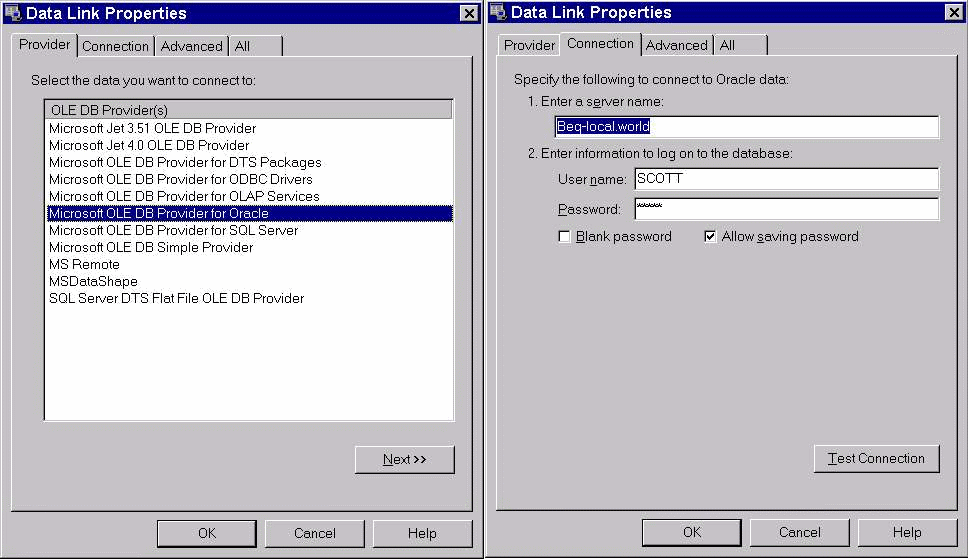 Data Link Properties
Provider Connection Advanced All
Select the data you want to connect to:
OLE DB Provider(s)
Microsoft Jet 3.51 OLE DB Provider
Microsoft Jet 4.0 OLE DB Provider
Microsoft OLE DB Provider for DTS Packages
Microsoft OLE DB Provider for ODBC Drivers
Microsoft OLE DB Provider for OLAP Services
Microsoft OLE DB Provider for Oracle
Microsoft OLE DB Provider for SQL Server
Microsoft OLE DB Simple Provider
MS Remote
MSDataShape
SQL Server DTS Flat File OLE DB Provider
Next >>
OK Cancel Help
Data Link Properties
Provider Connection Advanced All
Specify the following to connect to Oracle data:
1. Enter a server name:
Beq-local.world
2. Enter information to log on to the database:
User name: SCOTT
Password: *****
Blank password Allow saving password
Test Connection
OK Cancel Help